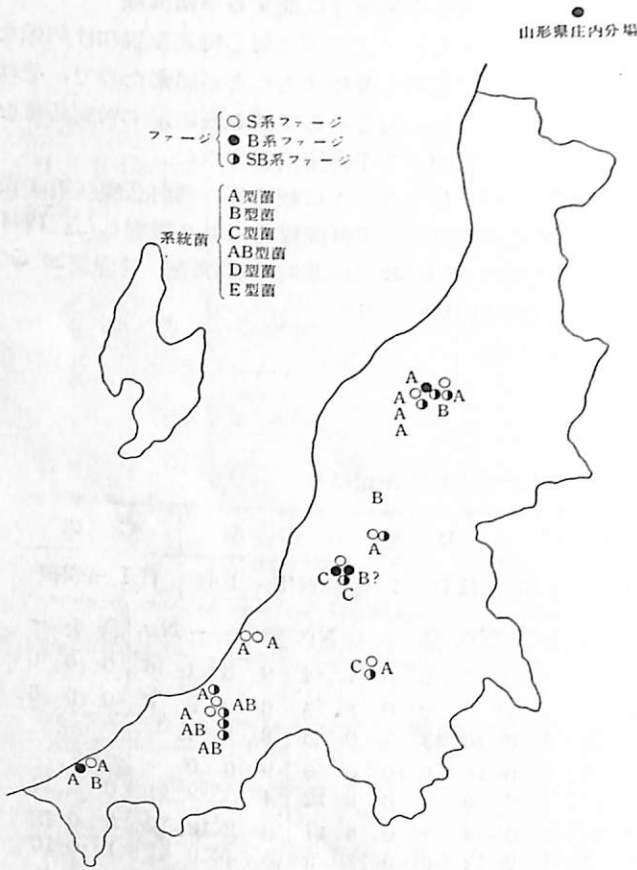 山形県庄内分場
ファージ
○ S系ファージ
● B系ファージ
◑ SB系ファージ
系統菌
A型菌
B型菌
C型菌
AB型菌
D型菌
E型菌
A
A A
A B
A
B
A
C B?
C
A A
C A
A
A AB
AB
AB
A
A B